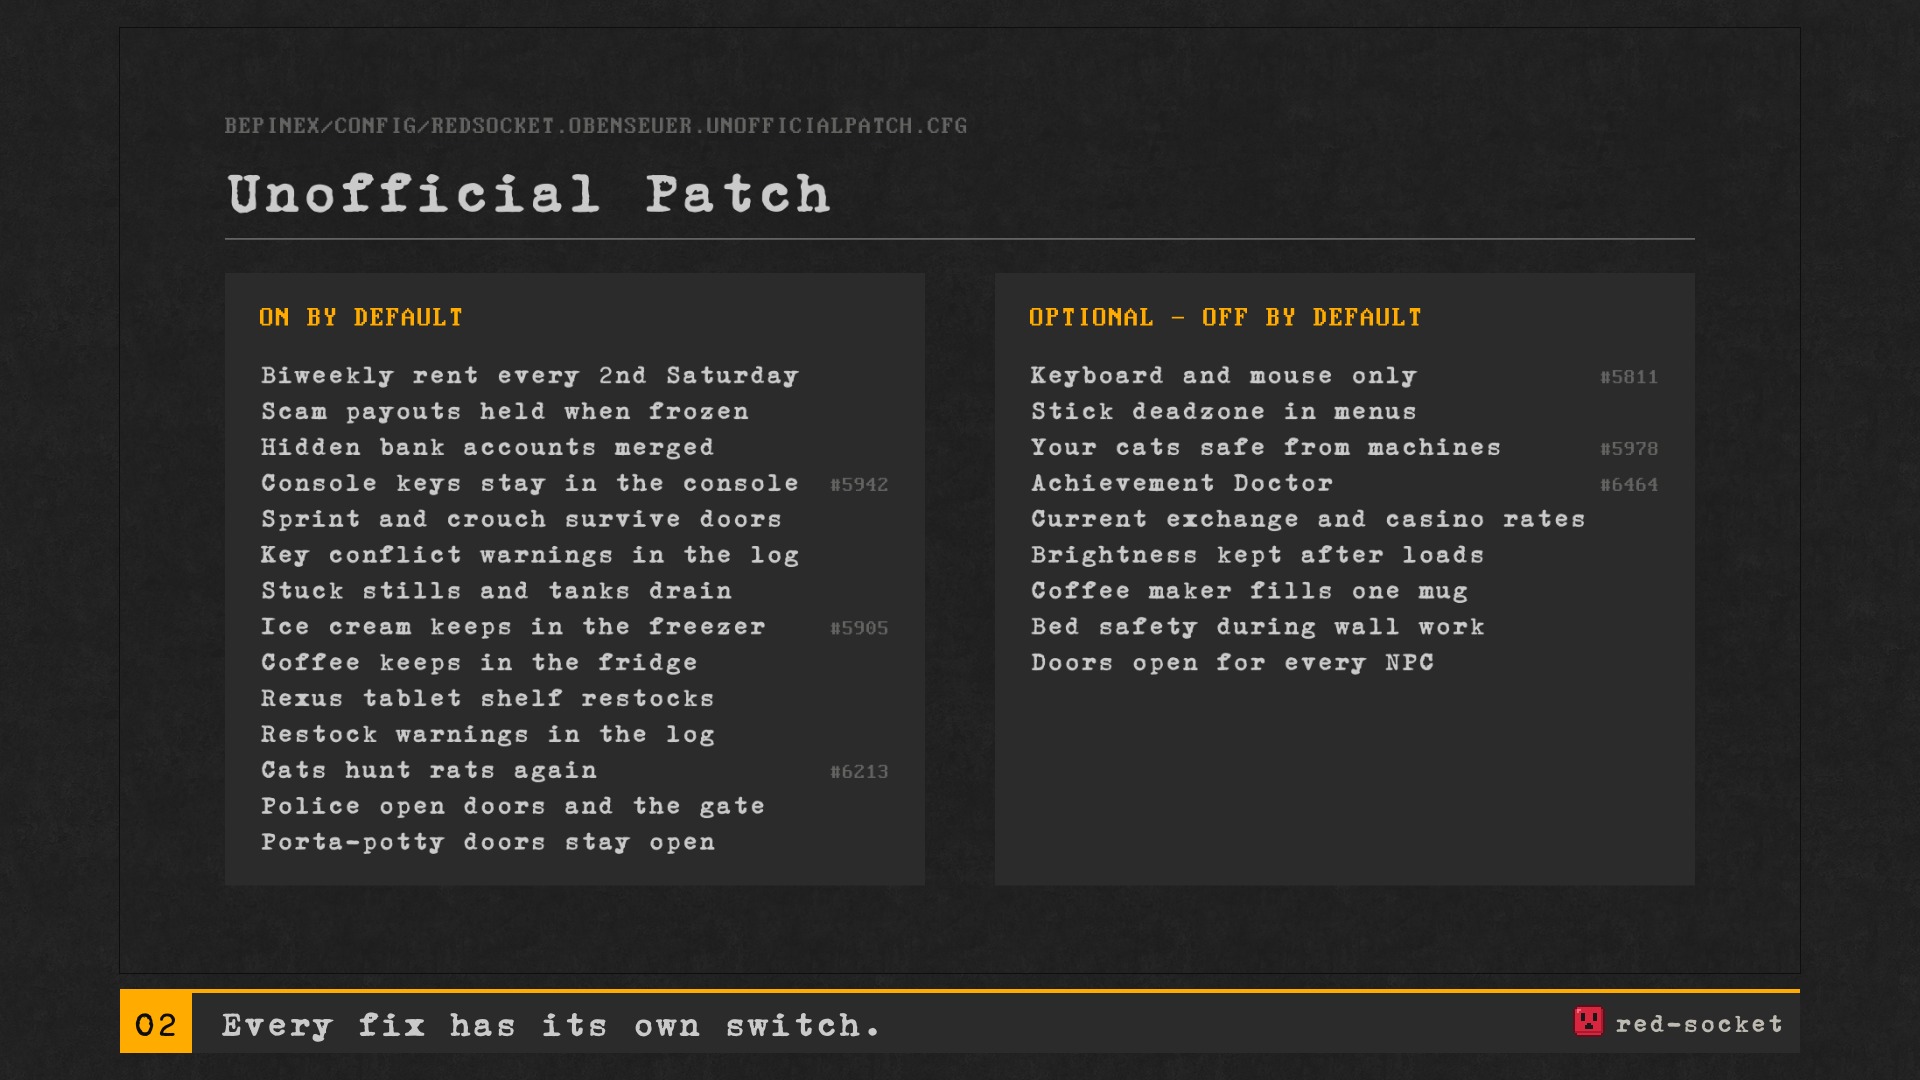 BEPINEX/CONFIG/REDSOCKET.OBENSEUER.UNOFFICIALPATCH.CFG
Unofficial Patch
ON BY DEFAULT
Biweekly rent every 2nd Saturday
Scam payouts held when frozen
Hidden bank accounts merged
Console keys stay in the console #5942
Sprint and crouch survive doors
Key conflict warnings in the log
Stuck stills and tanks drain
Ice cream keeps in the freezer #5905
Coffee keeps in the fridge
Rexus tablet shelf restocks
Restock warnings in the log
Cats hunt rats again #6213
Police open doors and the gate
Porta-potty doors stay open
OPTIONAL – OFF BY DEFAULT
Keyboard and mouse only #5811
Stick deadzone in menus
Your cats safe from machines #5978
Achievement Doctor #6464
Current exchange and casino rates
Brightness kept after loads
Coffee maker fills one mug
Bed safety during wall work
Doors open for every NPC
02 Every fix has its own switch.
red-socket